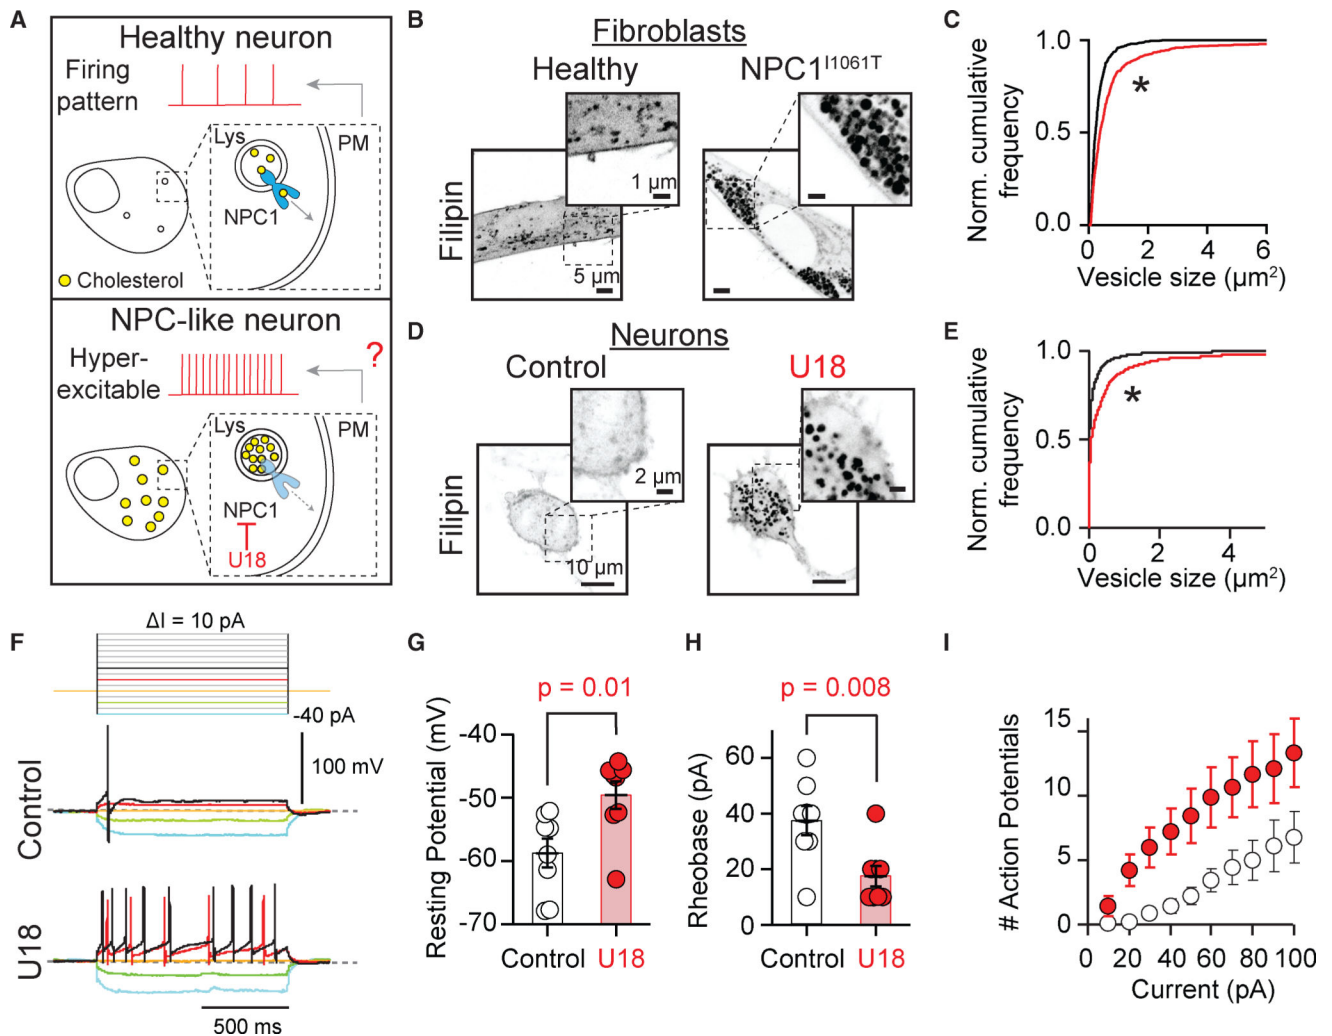 A
Healthy neuron
Firing
pattern
Lys
PM
NPC1
Cholesterol
NPC-like neuron
Hyper-
excitable
?
Lys
PM
NPC1
U18
B
Fibroblasts
Healthy
NPC1^I1061T
Filipin
1 µm
5 µm
C
Norm. cumulative
frequency
1.0
0.5
0.0
*
0 2 4 6
Vesicle size (µm²)
D
Neurons
Control
U18
Filipin
2 µm
10 µm
E
Norm. cumulative
frequency
1.0
0.5
0.0
*
0 2 4
Vesicle size (µm²)
F
ΔI = 10 pA
-40 pA
100 mV
Control
U18
500 ms
G
p = 0.01
Resting Potential (mV)
-40
-50
-60
-70
Control U18
H
p = 0.008
Rheobase (pA)
60
40
20
0
Control U18
I
# Action Potentials
15
10
5
0
0 20 40 60 80 100
Current (pA)